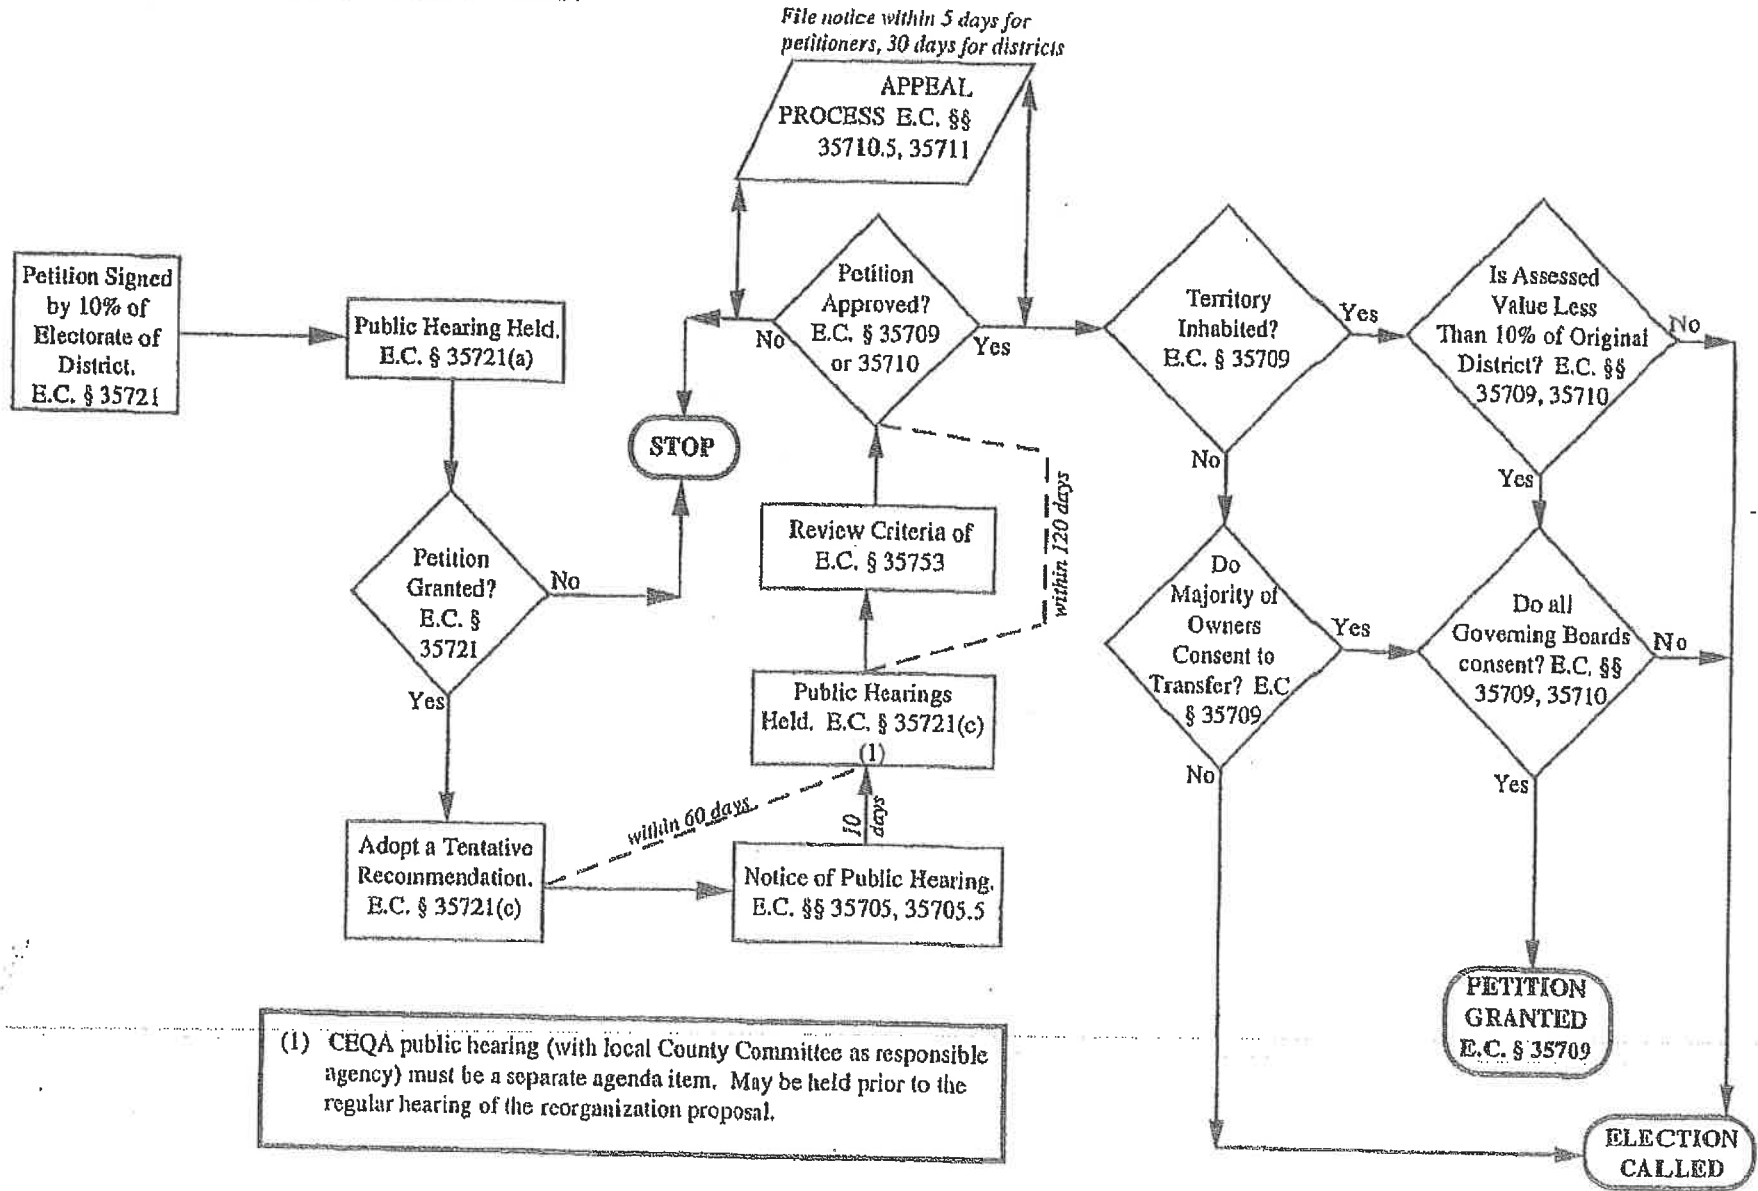 File notice within 5 days for
petitioners, 30 days for districts
APPEAL
PROCESS E.C. §§
35710.5, 35711
Petition Signed
by 10% of
Electorate of
District.
E.C. § 35721
Public Hearing Held.
E.C. § 35721(a)
Petition
Granted?
E.C. §
35721
No
Yes
Adopt a Tentative
Recommendation.
E.C. § 35721(c)
within 60 days
Notice of Public Hearing.
E.C. §§ 35705, 35705.5
10
days
Public Hearings
Held. E.C. § 35721(c)
(1)
Review Criteria of
E.C. § 35753
within 120 days
Petition
Approved?
E.C. § 35709
or 35710
No
Yes
STOP
Territory
Inhabited?
E.C. § 35709
Yes
No
Is Assessed
Value Less
Than 10% of Original
District? E.C. §§
35709, 35710
No
Yes
Do
Majority of
Owners
Consent to
Transfer? E.C
§ 35709
Yes
No
Do all
Governing Boards
consent? E.C. §§
35709, 35710
No
Yes
PETITION
GRANTED
E.C. § 35709
ELECTION
CALLED
(1) CEQA public hearing (with local County Committee as responsible
agency) must be a separate agenda item. May be held prior to the
regular hearing of the reorganization proposal.